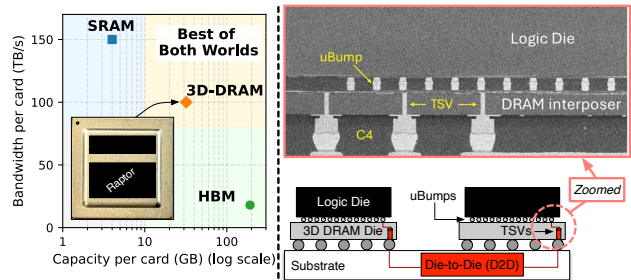 Bandwidth per card (TB/s)
150
100
50
0
SRAM
Best of
Both Worlds
3D-DRAM
Raptor
HBM
1
10
100
Capacity per card (GB) (log scale)
Logic Die
uBump
TSV
DRAM interposer
C4
Zoomed
Logic Die
uBumps
3D DRAM Die
TSVs
Substrate
Die-to-Die (D2D)